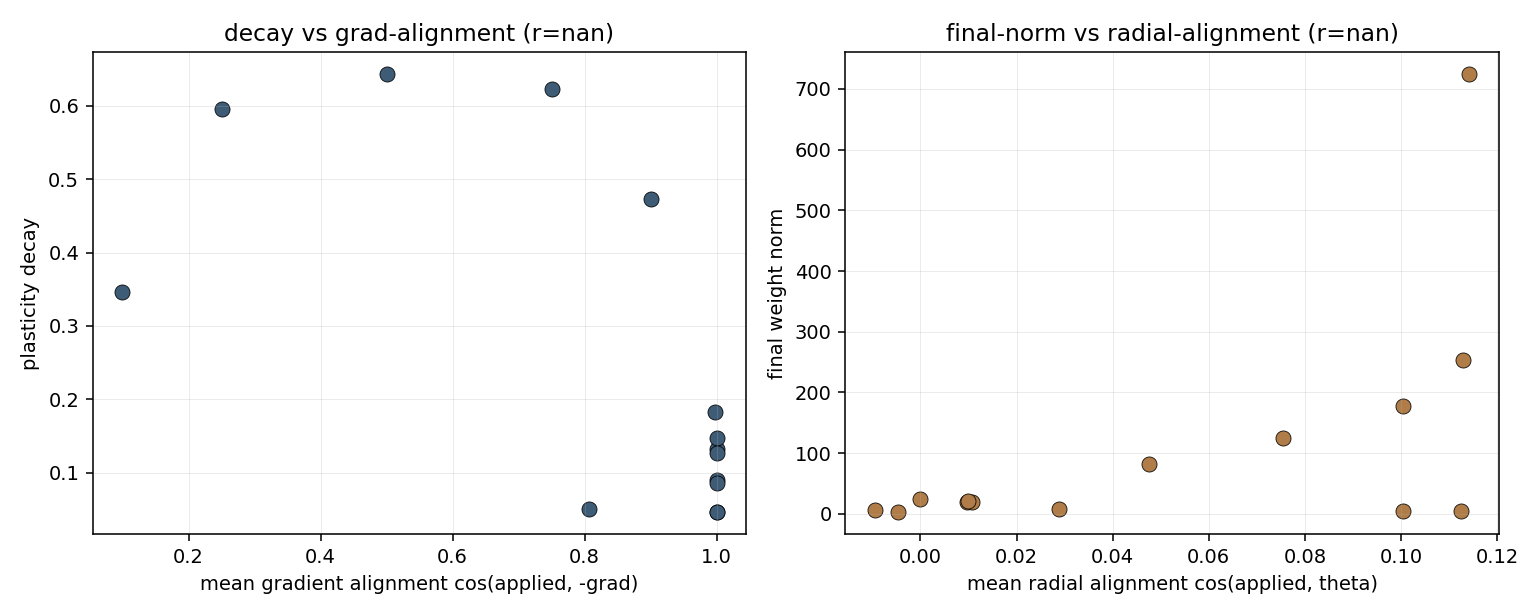 decay vs grad-alignment (r=nan)
plasticity decay
0.6
0.5
0.4
0.3
0.2
0.1
0.2 0.4 0.6 0.8 1.0
mean gradient alignment cos(applied, -grad)
final-norm vs radial-alignment (r=nan)
final weight norm
700
600
500
400
300
200
100
0
0.00 0.02 0.04 0.06 0.08 0.10 0.12
mean radial alignment cos(applied, theta)